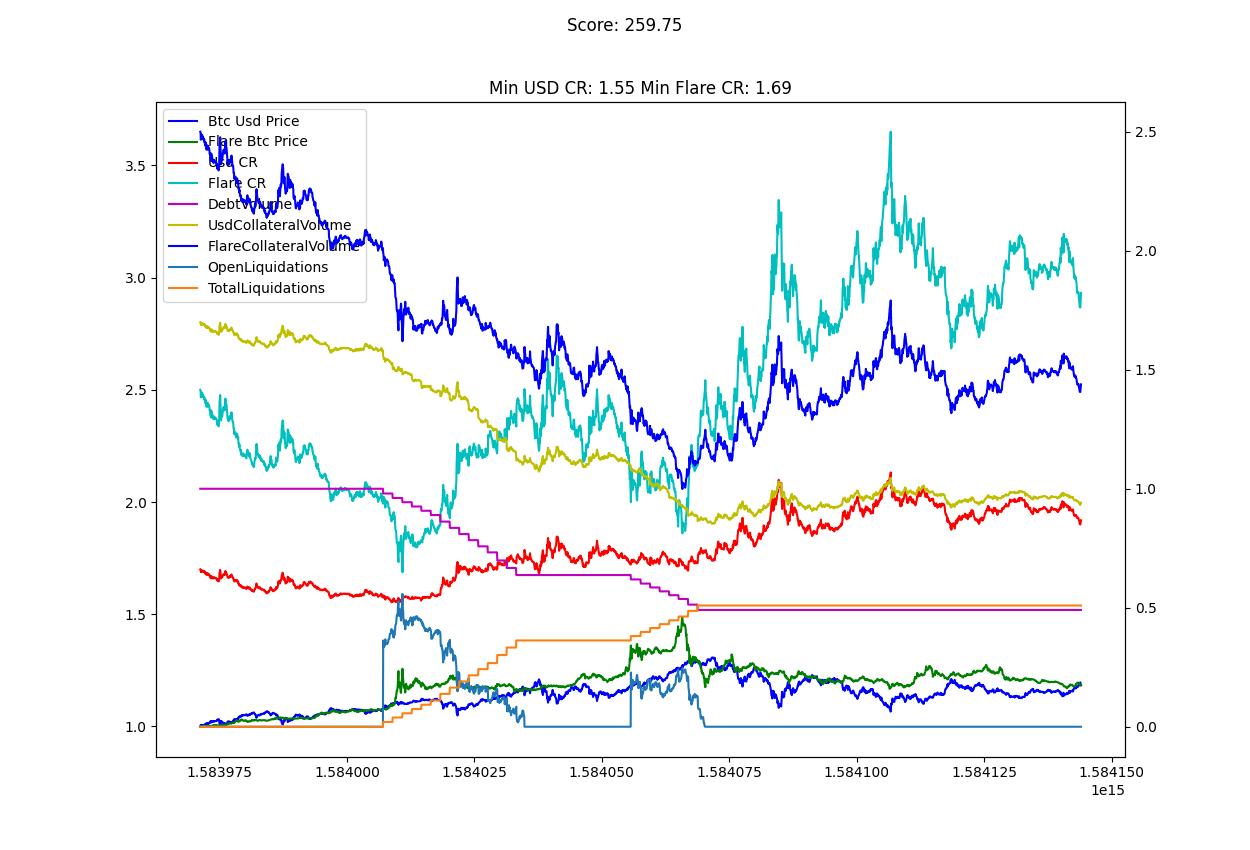 Score: 259.75
Min USD CR: 1.55 Min Flare CR: 1.69
Btc Usd Price
Flare Btc Price
Usd CR
Flare CR
DebtVolume
UsdCollateralVolume
FlareCollateralVolume
OpenLiquidations
TotalLiquidations
3.5
3.0
2.5
2.0
1.5
1.0
2.5
2.0
1.5
1.0
0.5
0.0
1.583975 1.584000 1.584025 1.584050 1.584075 1.584100 1.584125 1.584150
1e15